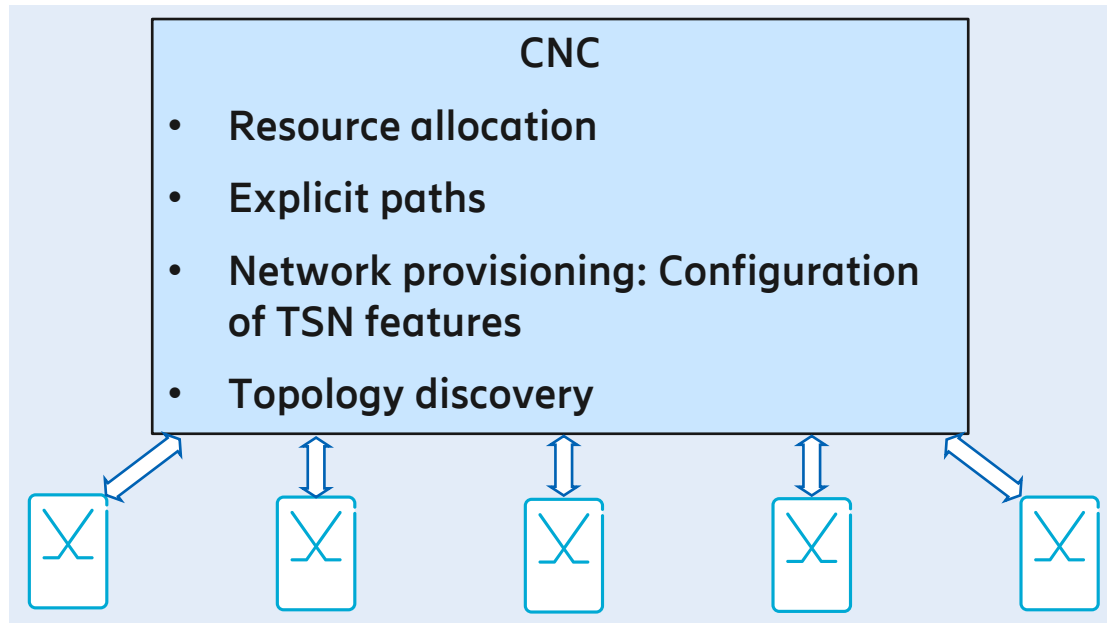 CNC
• Resource allocation
• Explicit paths
• Network provisioning: Configuration
of TSN features
• Topology discovery